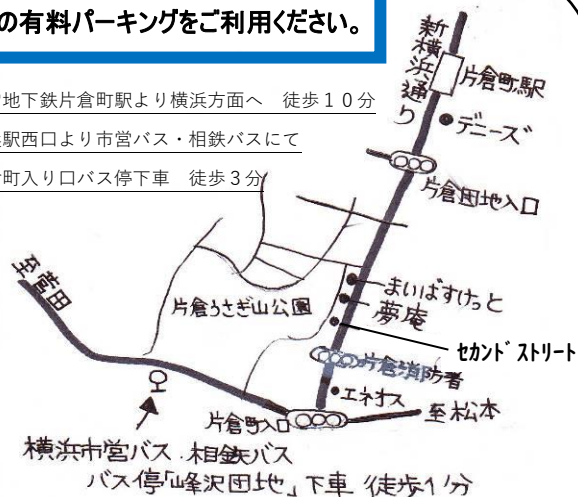 の有料パーキングをご利用ください。
地下鉄片倉町駅より横浜方面へ 徒歩10分
駅西口より市営バス・相鉄バスにて
町入り口バス停下車 徒歩3分
新横浜通り
片倉町駅
デニーズ
片倉団地入口
至菅田
片倉うさぎ山公園
まいばすけっと
夢庵
セカンドストリート
片倉消防署
エネオス
片倉町入口
至松本
横浜市営バス・相鉄バス
バス停「峰沢団地」下車 徒歩1分